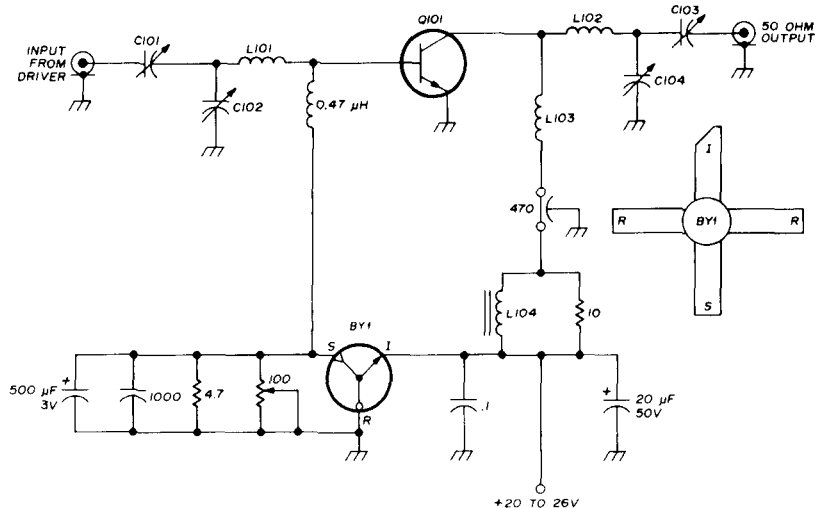 INPUT
FROM
DRIVER
C101
C102
L101
0.47 μH
Q101
L102
C103
C104
50 OHM
OUTPUT
L103
470
I
R
BY1
R
S
L104
10
BY1
S
I
R
500 μF
3V
+
1000
4.7
100
.1
+
20 μF
50V
+20 TO 26V